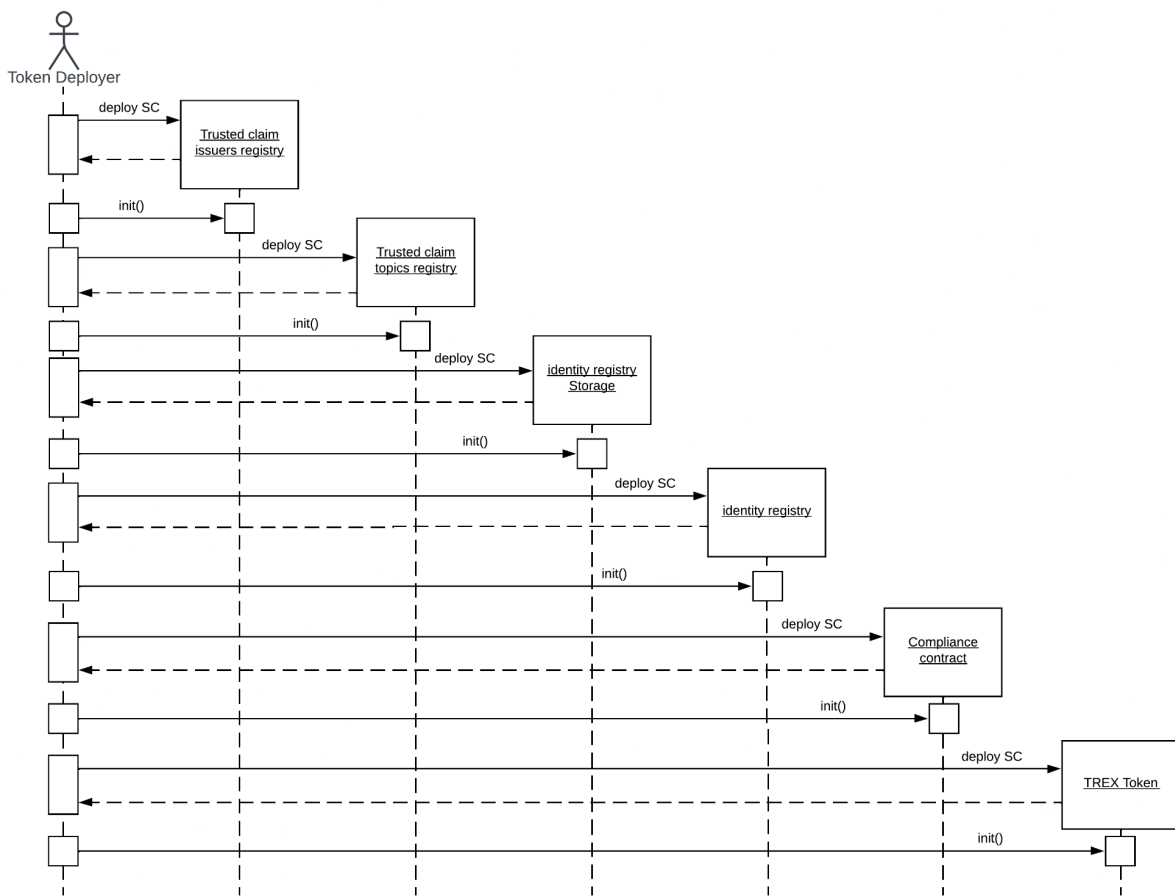 Token Deployer
deploy SC
Trusted claim
issuers registry
init()
deploy SC
Trusted claim
topics registry
init()
deploy SC
identity registry
Storage
init()
deploy SC
identity registry
init()
deploy SC
Compliance
contract
init()
deploy SC
TREX Token
init()